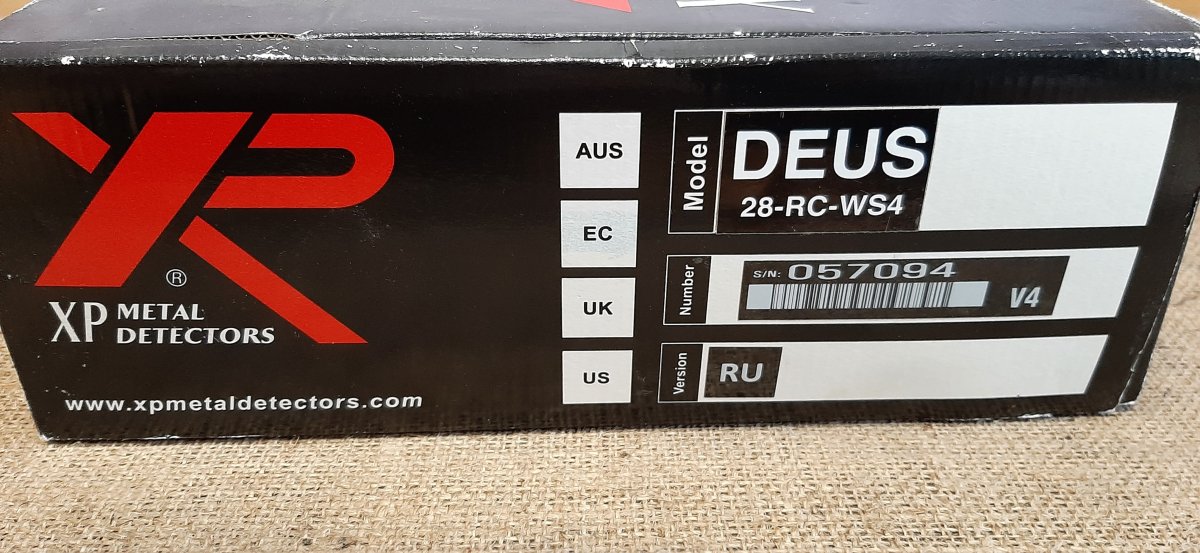 XP
®
XP METAL
DETECTORS
www.xpmetaldetectors.com
AUS
EC
UK
US
Model
DEUS
28-RC-WS4
Number
S/N: 057094
V4
Version
RU